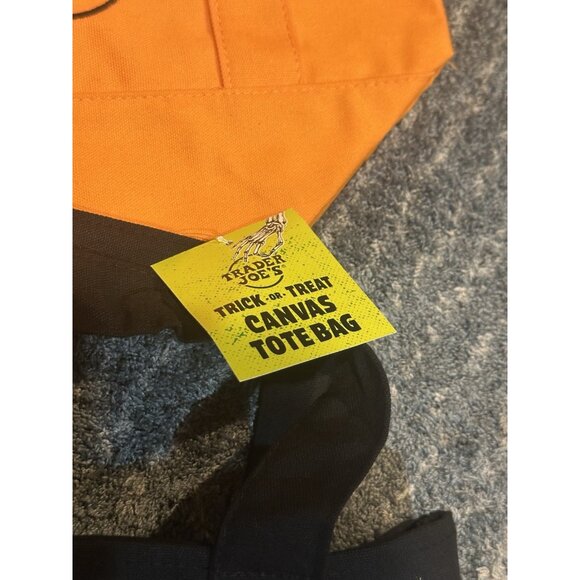 TRADER
JOE'S®
TRICK -OR- TREAT
CANVAS
TOTE BAG